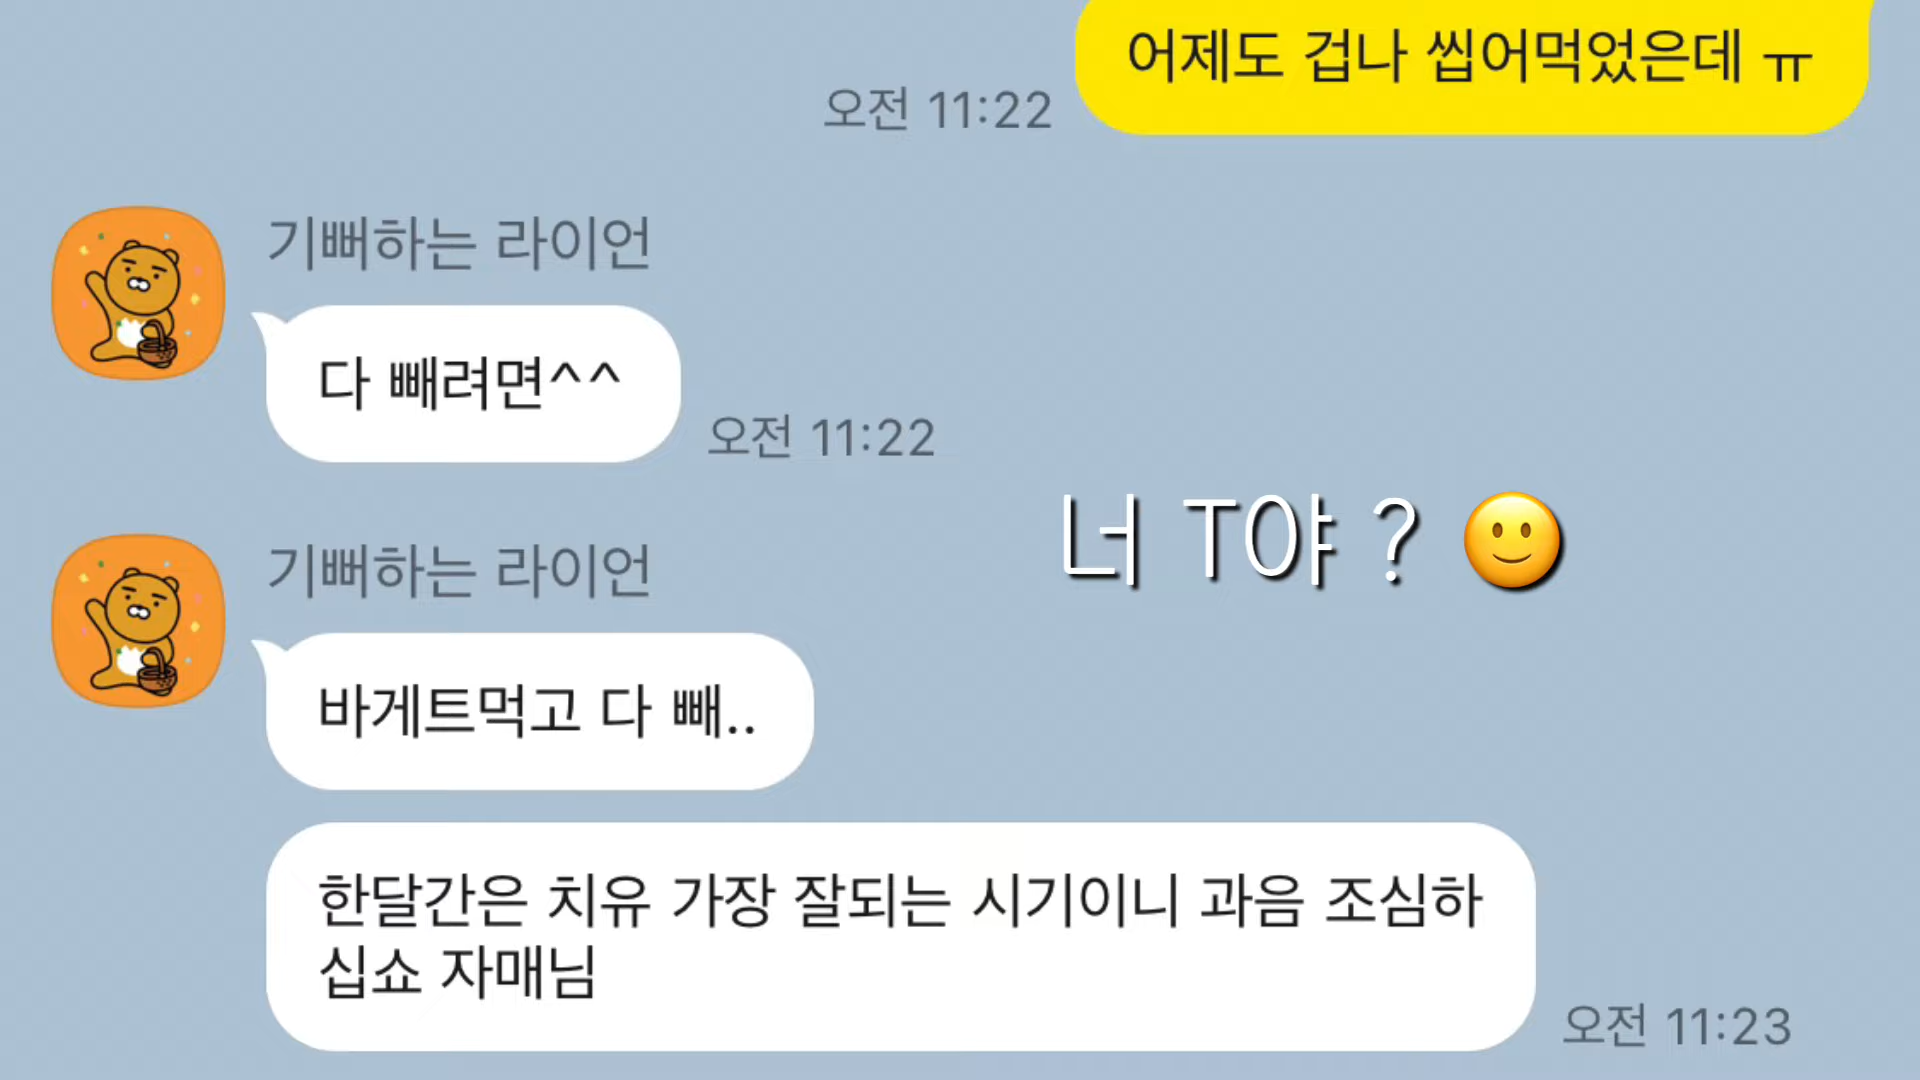 어제도 겁나 씹어먹었은데 ㅠ
오전 11:22
기뻐하는 라이언
다 빼려면^^
오전 11:22
너 T야 ? 🙂
기뻐하는 라이언
바게트먹고 다 빼..
한달간은 치유 가장 잘되는 시기이니 과음 조심하
십쇼 자매님
오전 11:23